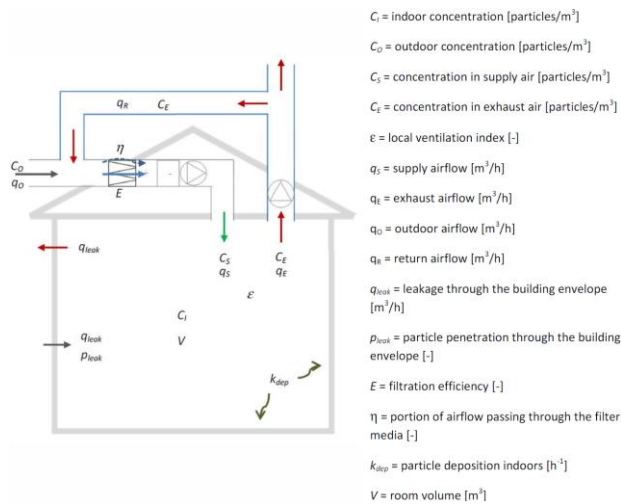 C_I = indoor concentration [particles/m³]
C_O = outdoor concentration [particles/m³]
C_S = concentration in supply air [particles/m³]
C_E = concentration in exhaust air [particles/m³]
ε = local ventilation index [-]
q_S = supply airflow [m³/h]
q_E = exhaust airflow [m³/h]
q_O = outdoor airflow [m³/h]
q_R = return airflow [m³/h]
q_leak = leakage through the building envelope
[m³/h]
p_leak = particle penetration through the building
envelope [-]
E = filtration efficiency [-]
η = portion of airflow passing through the filter
media [-]
k_dep = particle deposition indoors [h⁻¹]
V = room volume [m³]
q_R C_E
η
C_O
q_O
E
q_leak
C_S C_E
q_S q_E
ε
C_I
q_leak V
p_leak
k_dep